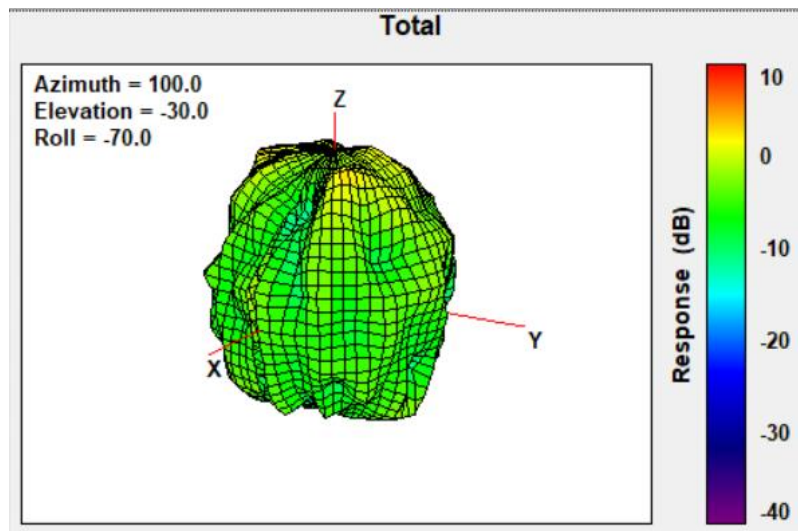 Total
Azimuth = 100.0
Elevation = -30.0
Roll = -70.0
Z
X
Y
Response (dB)
10
0
-10
-20
-30
-40